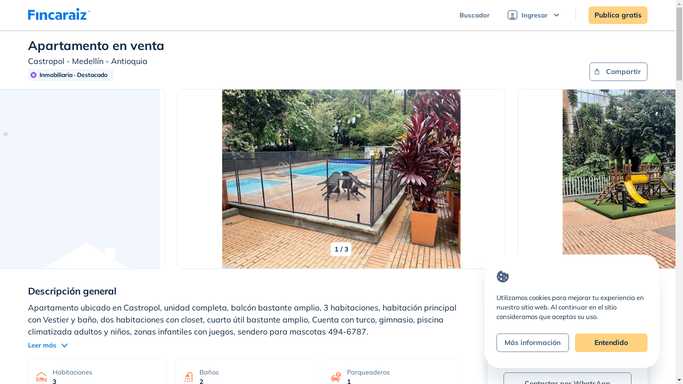 Fincaraiz
Buscador
Ingresar
Publica gratis
Apartamento en venta
Castropol - Medellín - Antioquia
Inmobiliaria - Destacado
Compartir
1 / 3
Descripción general
Apartamento ubicado en Castropol, unidad completa, balcón bastante amplio, 3 habitaciones, habitación principal
con Vestier y baño, dos habitaciones con closet, cuarto útil bastante amplio, Cuenta con turco, gimnasio, piscina
climatizada adultos y niños, zonas infantiles con juegos, sendero para mascotas 494-6787.
Leer más
Habitaciones
3
Baños
2
Parqueaderos
1
Utilizamos cookies para mejorar tu experiencia en
nuestro sitio web. Al continuar en el sitio
consideramos que aceptas su uso.
Más información
Entendido
Contactar por WhatsApp